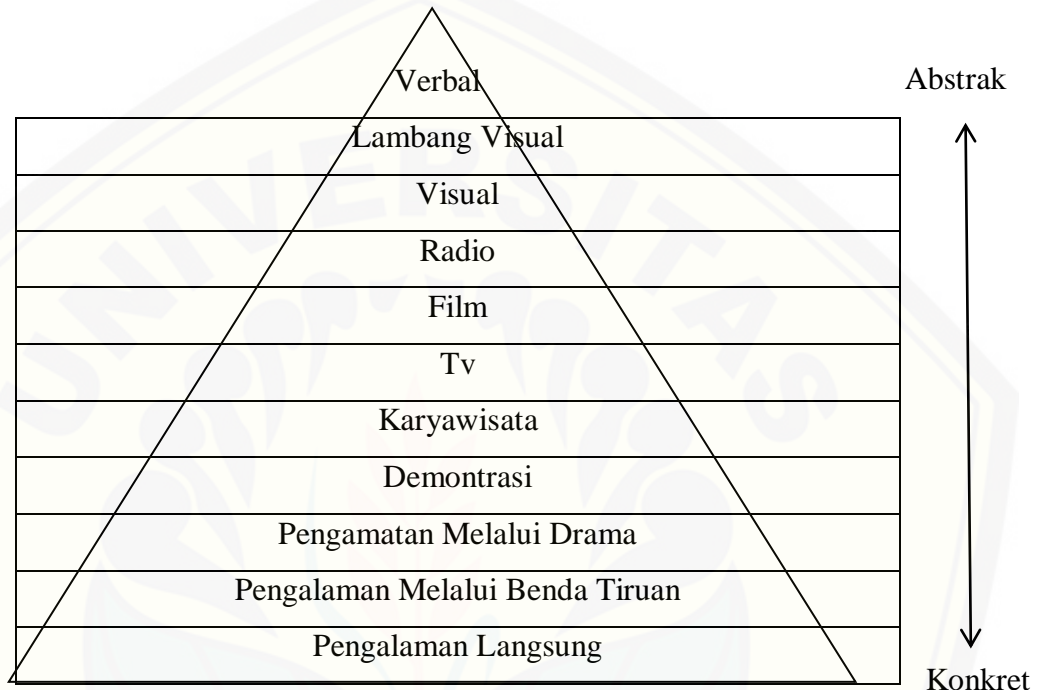 Verbal
Abstrak
Lambang Visual
Visual
Radio
Film
Tv
Karyawisata
Demontrasi
Pengamatan Melalui Drama
Pengalaman Melalui Benda Tiruan
Pengalaman Langsung
Konkret
UNIVERSITAS